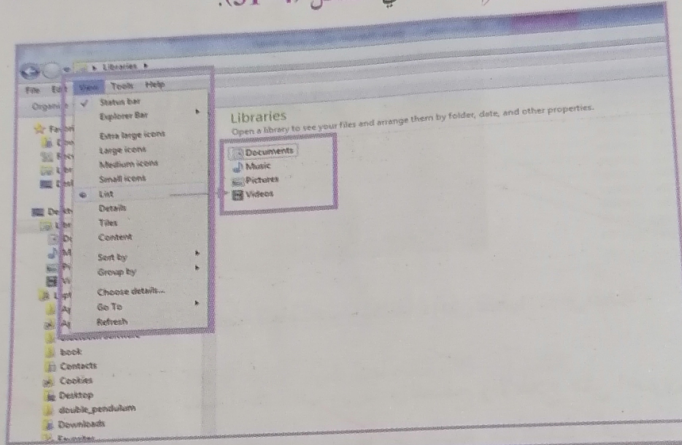 Libraries
File Edit View Tools Help
Status bar
Explorer Bar
Extra large icons
Large icons
Medium icons
Small icons
List
Details
Tiles
Content
Sort by
Group by
Choose details...
Go To
Refresh
Libraries
Open a library to see your files and arrange them by folder, date, and other properties.
Documents
Music
Pictures
Videos
book
Contacts
Cookies
Desktop
double_pendulum
Downloads